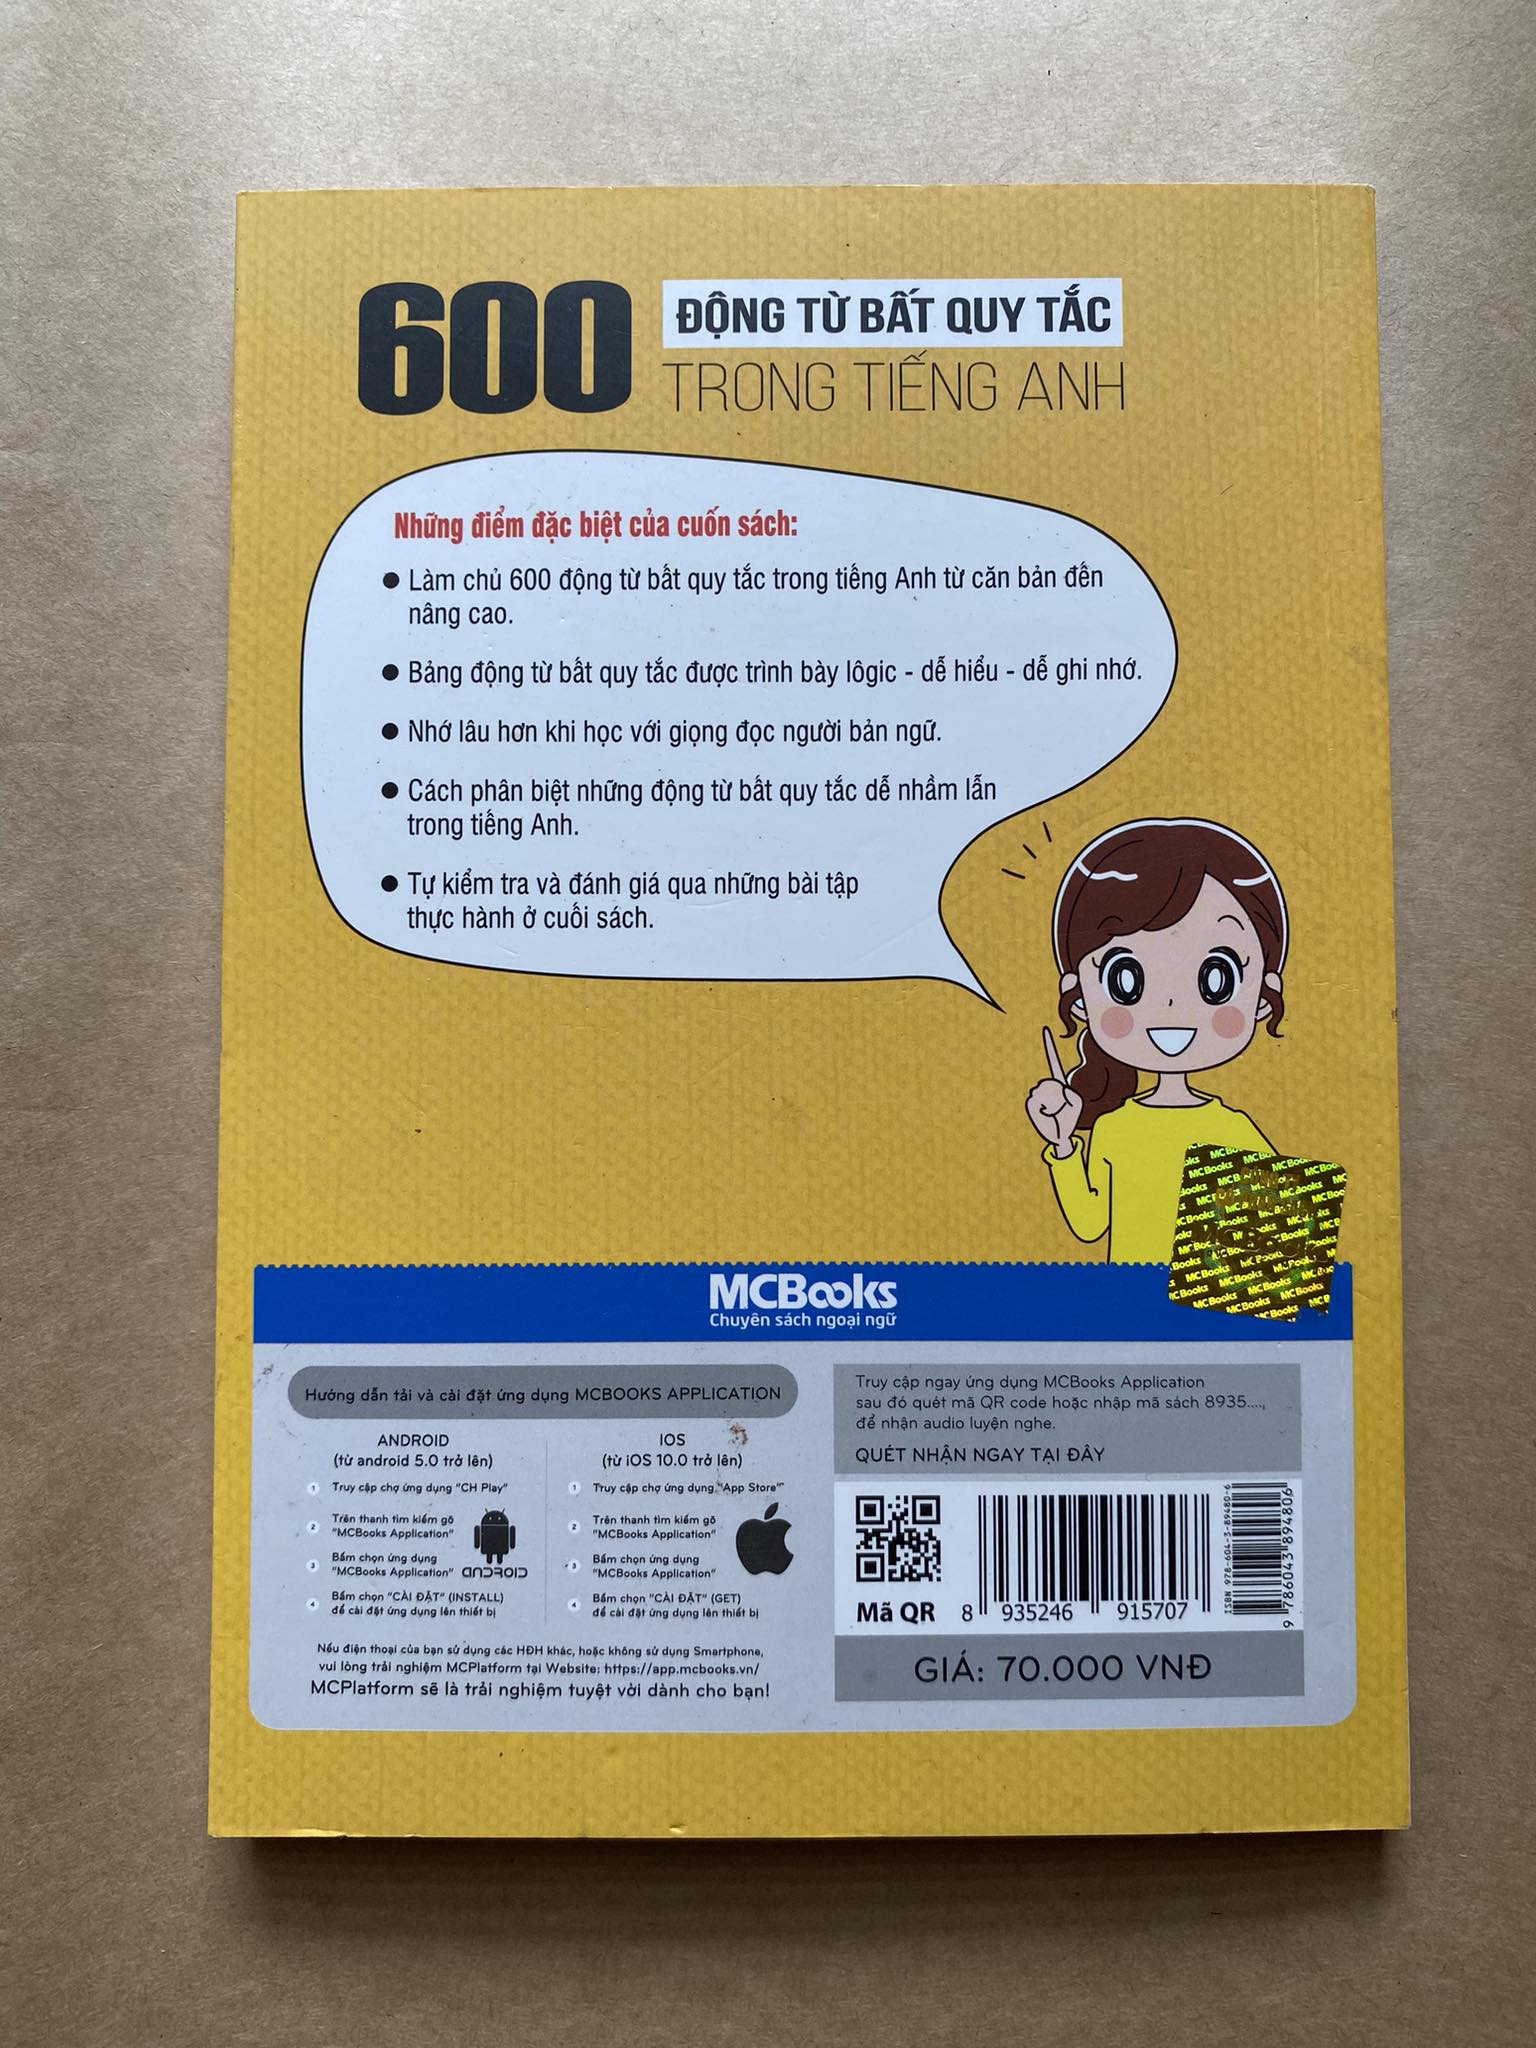 600
ĐỘNG TỪ BẤT QUY TẮC
TRONG TIẾNG ANH
Những điểm đặc biệt của cuốn sách:
● Làm chủ 600 động từ bất quy tắc trong tiếng Anh từ căn bản đến
nâng cao.
● Bảng động từ bất quy tắc được trình bày lôgic - dễ hiểu - dễ ghi nhớ.
● Nhớ lâu hơn khi học với giọng đọc người bản ngữ.
● Cách phân biệt những động từ bất quy tắc dễ nhầm lẫn
trong tiếng Anh.
● Tự kiểm tra và đánh giá qua những bài tập
thực hành ở cuối sách.
MCBooks
MCBooks
Chuyên sách ngoại ngữ
Hướng dẫn tải và cài đặt ứng dụng MCBOOKS APPLICATION
ANDROID
(từ android 5.0 trở lên)
1 Truy cập chợ ứng dụng "CH Play"
2 Trên thanh tìm kiếm gõ
"MCBooks Application"
3 Bấm chọn ứng dụng
"MCBooks Application"
4 Bấm chọn "CÀI ĐẶT" (INSTALL)
để cài đặt ứng dụng lên thiết bị
ANDROID
IOS
(từ iOS 10.0 trở lên)
1 Truy cập chợ ứng dụng "App Store"
2 Trên thanh tìm kiếm gõ
"MCBooks Application"
3 Bấm chọn ứng dụng
"MCBooks Application"
4 Bấm chọn "CÀI ĐẶT" (GET)
để cài đặt ứng dụng lên thiết bị
Nếu điện thoại của bạn sử dụng các HĐH khác, hoặc không sử dụng Smartphone,
vui lòng trải nghiệm MCPlatform tại Website: https://app.mcbooks.vn/
MCPlatform sẽ là trải nghiệm tuyệt vời dành cho bạn!
Truy cập ngay ứng dụng MCBooks Application
sau đó quét mã QR code hoặc nhập mã sách 8935....,
để nhận audio luyện nghe.
QUÉT NHẬN NGAY TẠI ĐÂY
Mã QR
8 935246 915707
ISBN 978-604-3-89480-6
9 786043 894806
GIÁ: 70.000 VNĐ